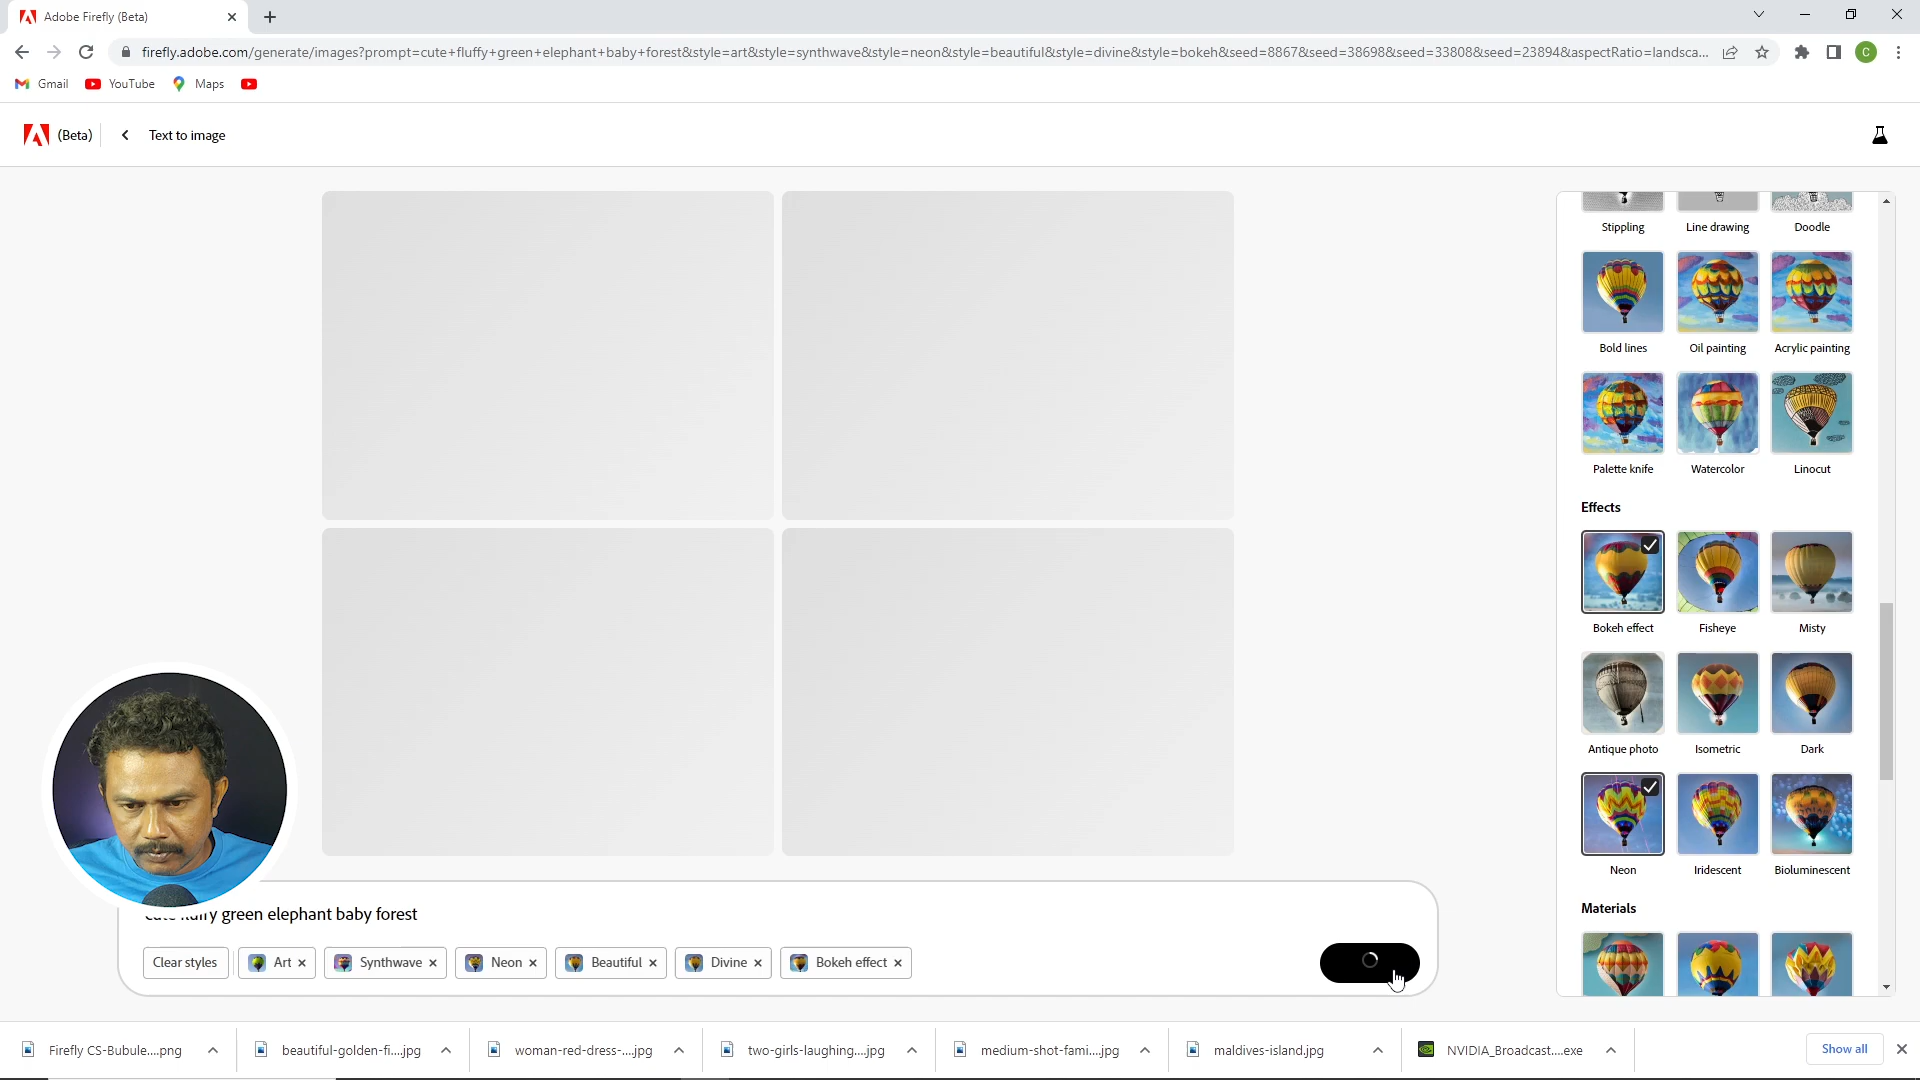 Adobe Firefly (Beta)
firefly.adobe.com/generate/images?prompt=cute+fluffy+green+elephant+baby+forest&style=art&style=synthwave&style=neon&style=beautiful&style=divine&style=bokeh&seed=8867&seed=38698&seed=33808&seed=23894&aspectRatio=landsca...
C
Gmail YouTube Maps
(Beta) Text to image
Stippling Line drawing Doodle
Bold lines Oil painting Acrylic painting
Palette knife Watercolor Linocut
Effects
Bokeh effect Fisheye Misty
Antique photo Isometric Dark
Neon Iridescent Bioluminescent
Materials
cute fluffy green elephant baby forest
Clear styles Art Synthwave Neon Beautiful Divine Bokeh effect
Firefly CS-Bubule....png beautiful-golden-fi....jpg woman-red-dress-....jpg two-girls-laughing....jpg medium-shot-fami....jpg maldives-island.jpg NVIDIA_Broadcast....exe Show all